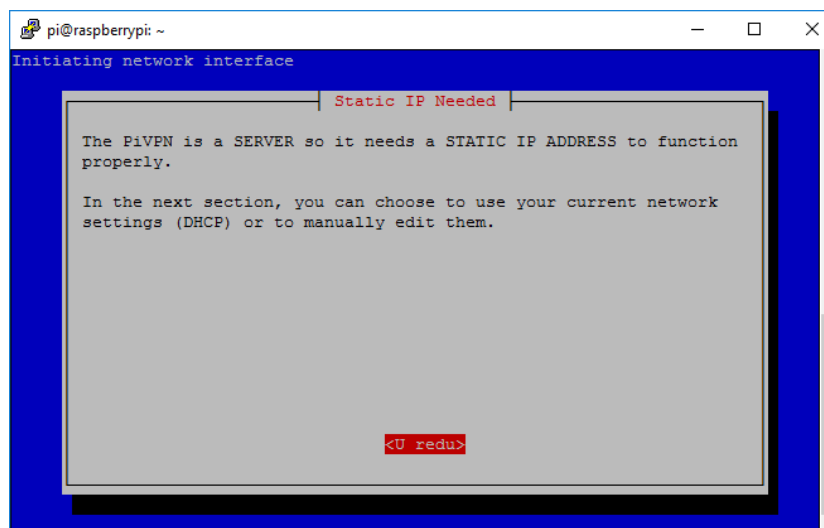 pi@raspberrypi: ~
Initiating network interface
Static IP Needed
The PiVPN is a SERVER so it needs a STATIC IP ADDRESS to function
properly.
In the next section, you can choose to use your current network
settings (DHCP) or to manually edit them.
<U redu>